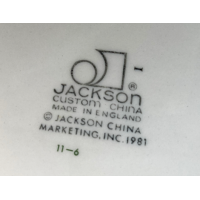 JACKSON®
CUSTOM CHINA
MADE IN ENGLAND
© JACKSON CHINA
MARKETING, INC. 1981
11-6